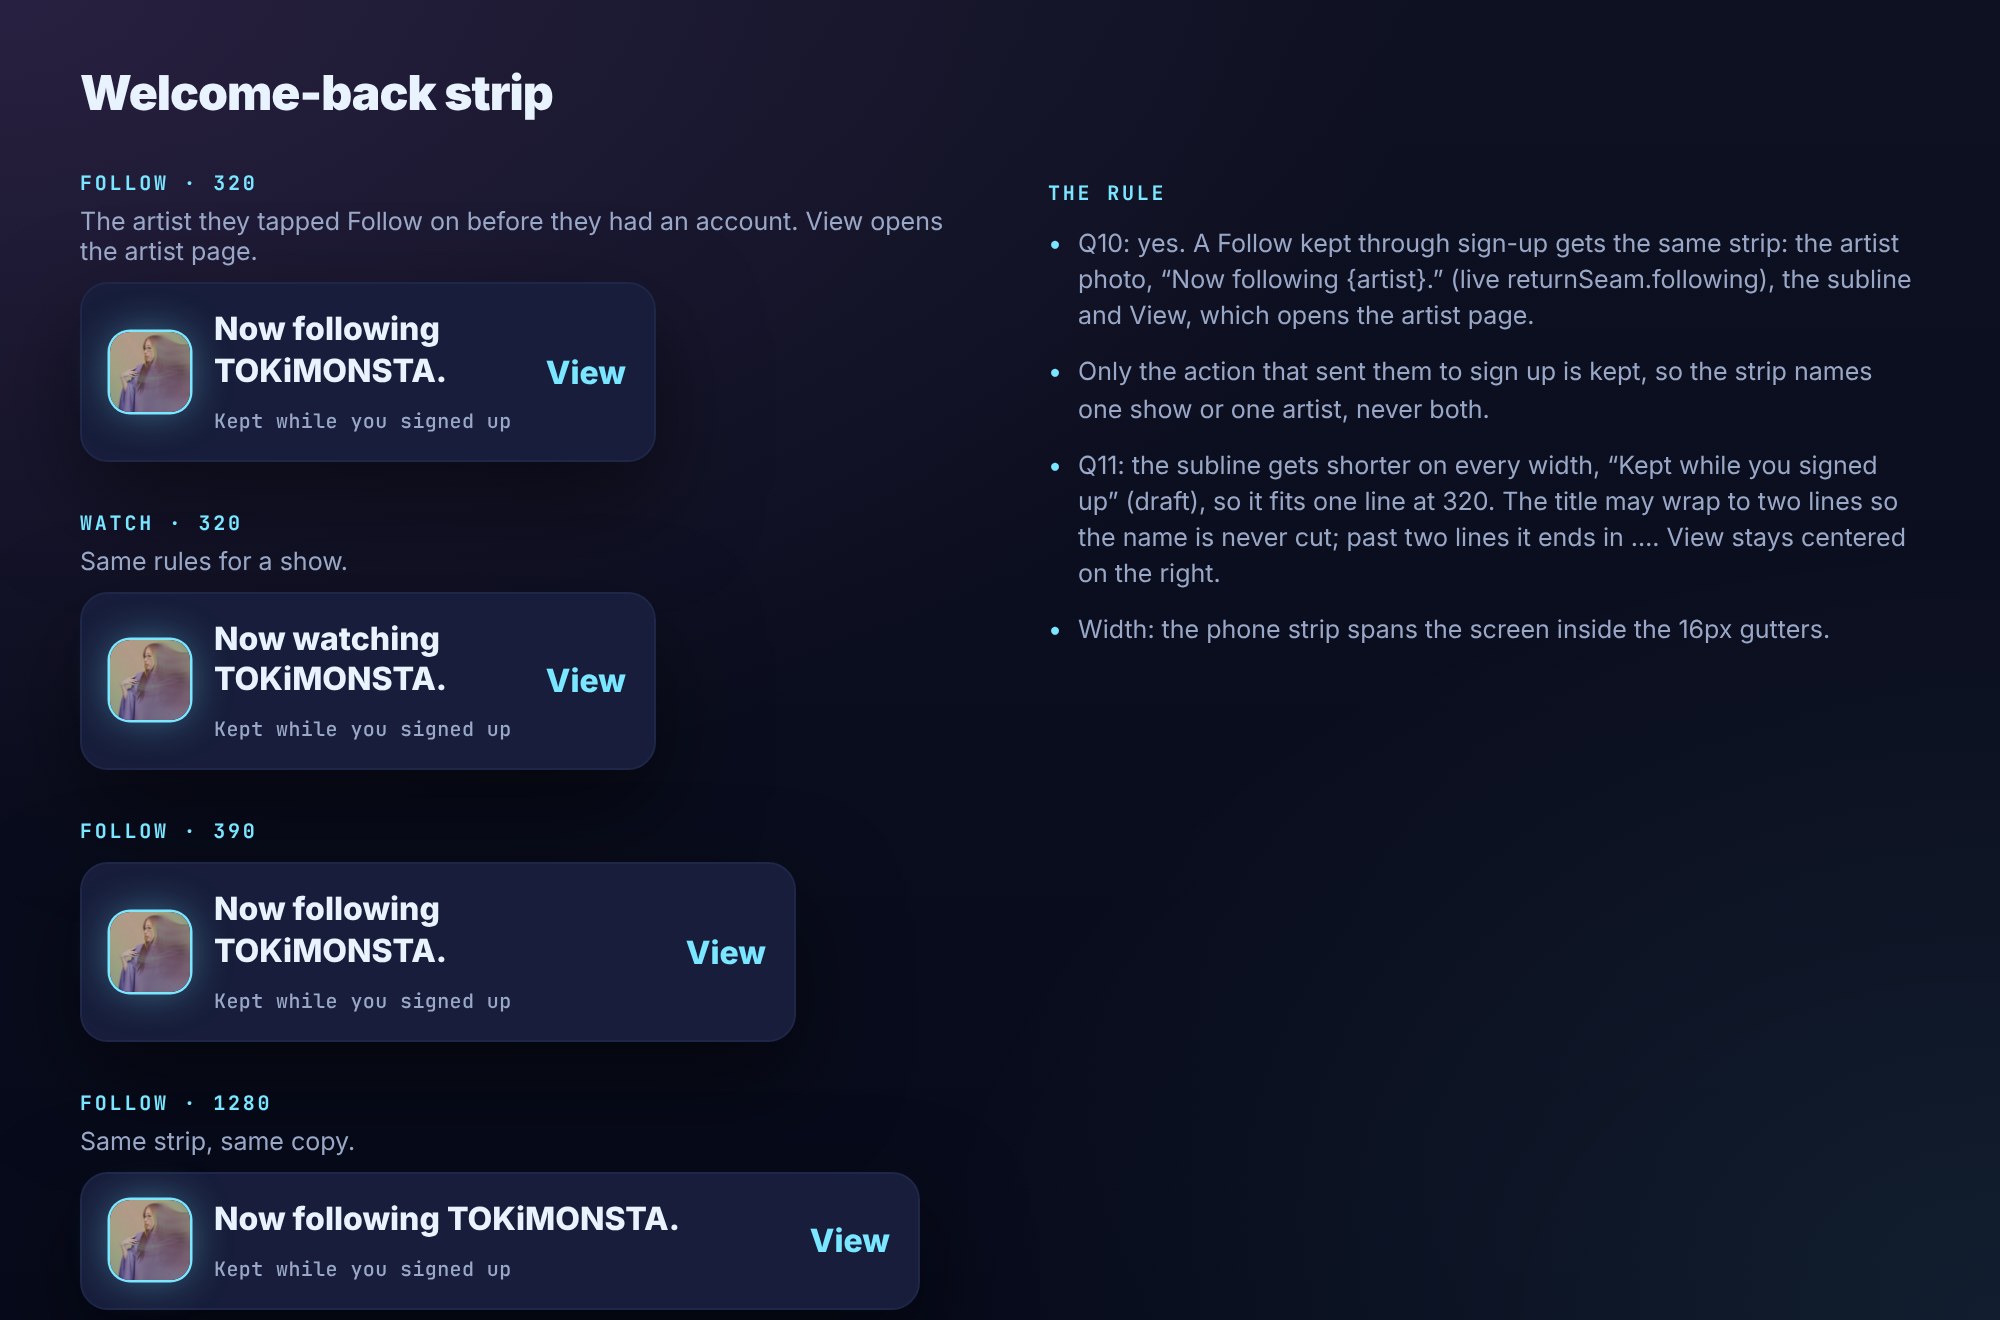 Welcome-back strip
FOLLOW · 320
The artist they tapped Follow on before they had an account. View opens
the artist page.
Now following
TOKiMONSTA.
View
Kept while you signed up
WATCH · 320
Same rules for a show.
Now watching
TOKiMONSTA.
View
Kept while you signed up
FOLLOW · 390
Now following
TOKiMONSTA.
View
Kept while you signed up
FOLLOW · 1280
Same strip, same copy.
Now following TOKiMONSTA.
View
Kept while you signed up
THE RULE
• Q10: yes. A Follow kept through sign-up gets the same strip: the artist
photo, “Now following {artist}.” (live returnSeam.following), the subline
and View, which opens the artist page.
• Only the action that sent them to sign up is kept, so the strip names
one show or one artist, never both.
• Q11: the subline gets shorter on every width, “Kept while you signed
up” (draft), so it fits one line at 320. The title may wrap to two lines so
the name is never cut; past two lines it ends in …. View stays centered
on the right.
• Width: the phone strip spans the screen inside the 16px gutters.